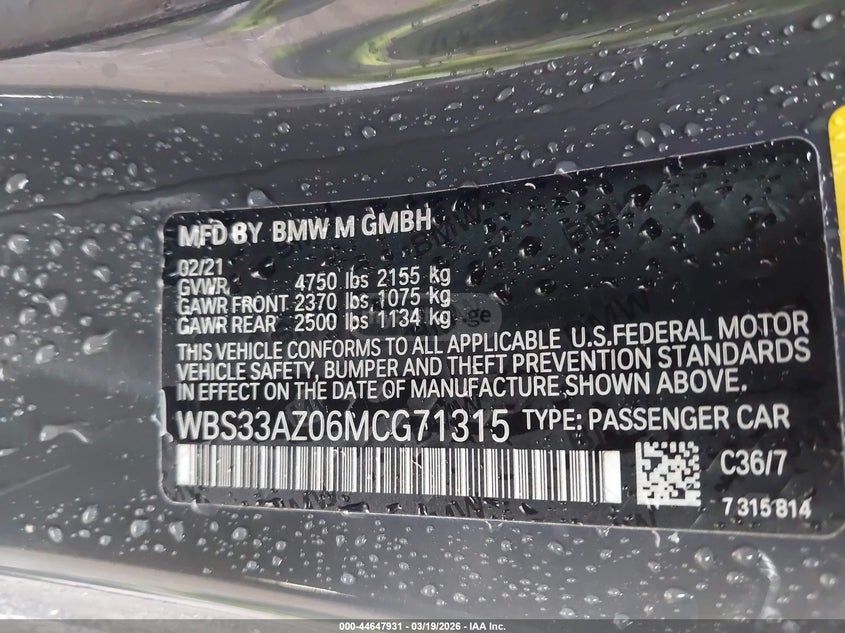 MFD BY BMW M GMBH
02/21
GVWR 4750 lbs 2155 kg
GAWR FRONT 2370 lbs 1075 kg
GAWR REAR 2500 lbs 1134 kg
THIS VEHICLE CONFORMS TO ALL APPLICABLE U.S.FEDERAL MOTOR
VEHICLE SAFETY, BUMPER AND THEFT PREVENTION STANDARDS
IN EFFECT ON THE DATE OF MANUFACTURE SHOWN ABOVE.
WBS33AZ06MCG71315 TYPE: PASSENGER CAR
C36/7
7 315 814
000-44647931 - 03/19/2026 - IAA Inc.